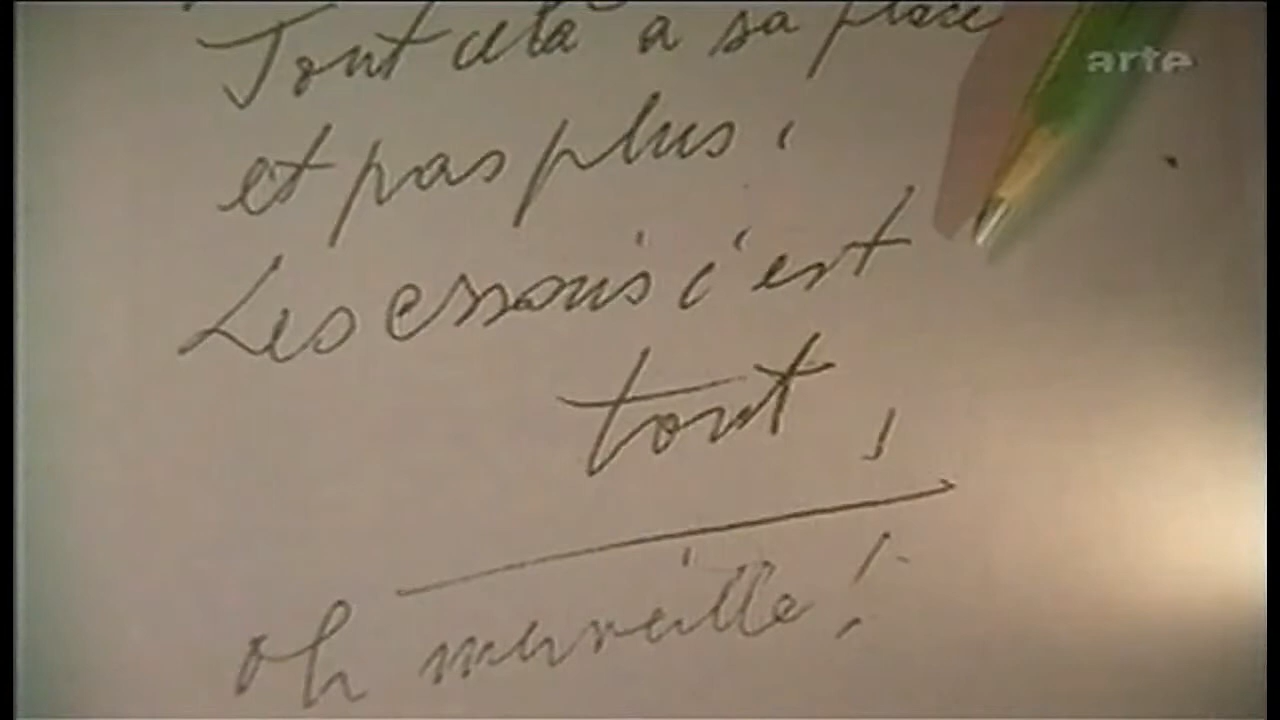 Tout cela a sa place
arte
et pas plus.
Les essais c'est
tout !
oh merveille !